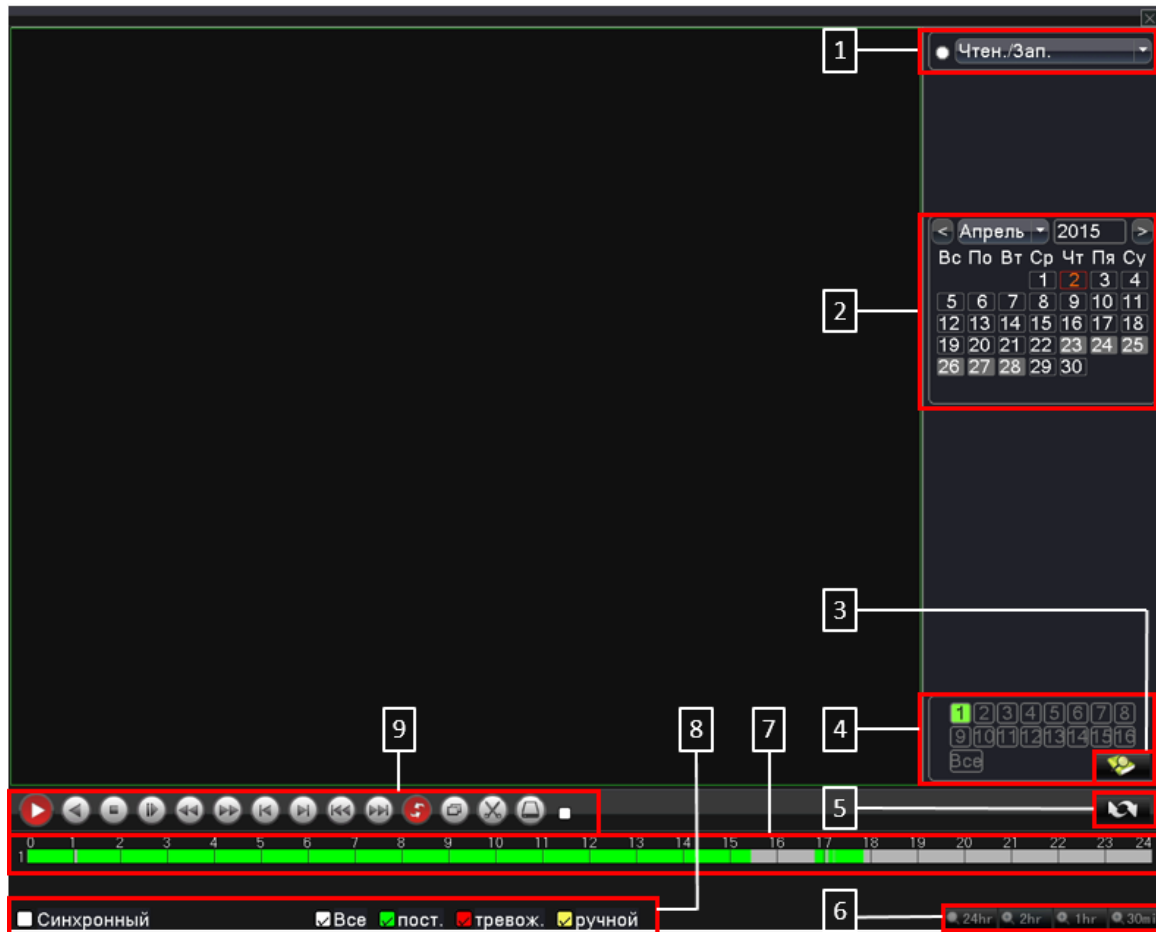 1
Чтен./Зап.
2
< Апрель 2015 >
Вс По Вт Ср Чт Пя Су
1 2 3 4
5 6 7 8 9 10 11
12 13 14 15 16 17 18
19 20 21 22 23 24 25
26 27 28 29 30
3
4
1 2 3 4 5 6 7 8
9 10 11 12 13 14 15 16
Все
9
8
7
5
0 1 2 3 4 5 6 7 8 9 10 11 12 13 14 15 16 17 18 19 20 21 22 23 24
1
Синхронный Все пост. тревож. ручной
6
24hr 2hr 1hr 30mi